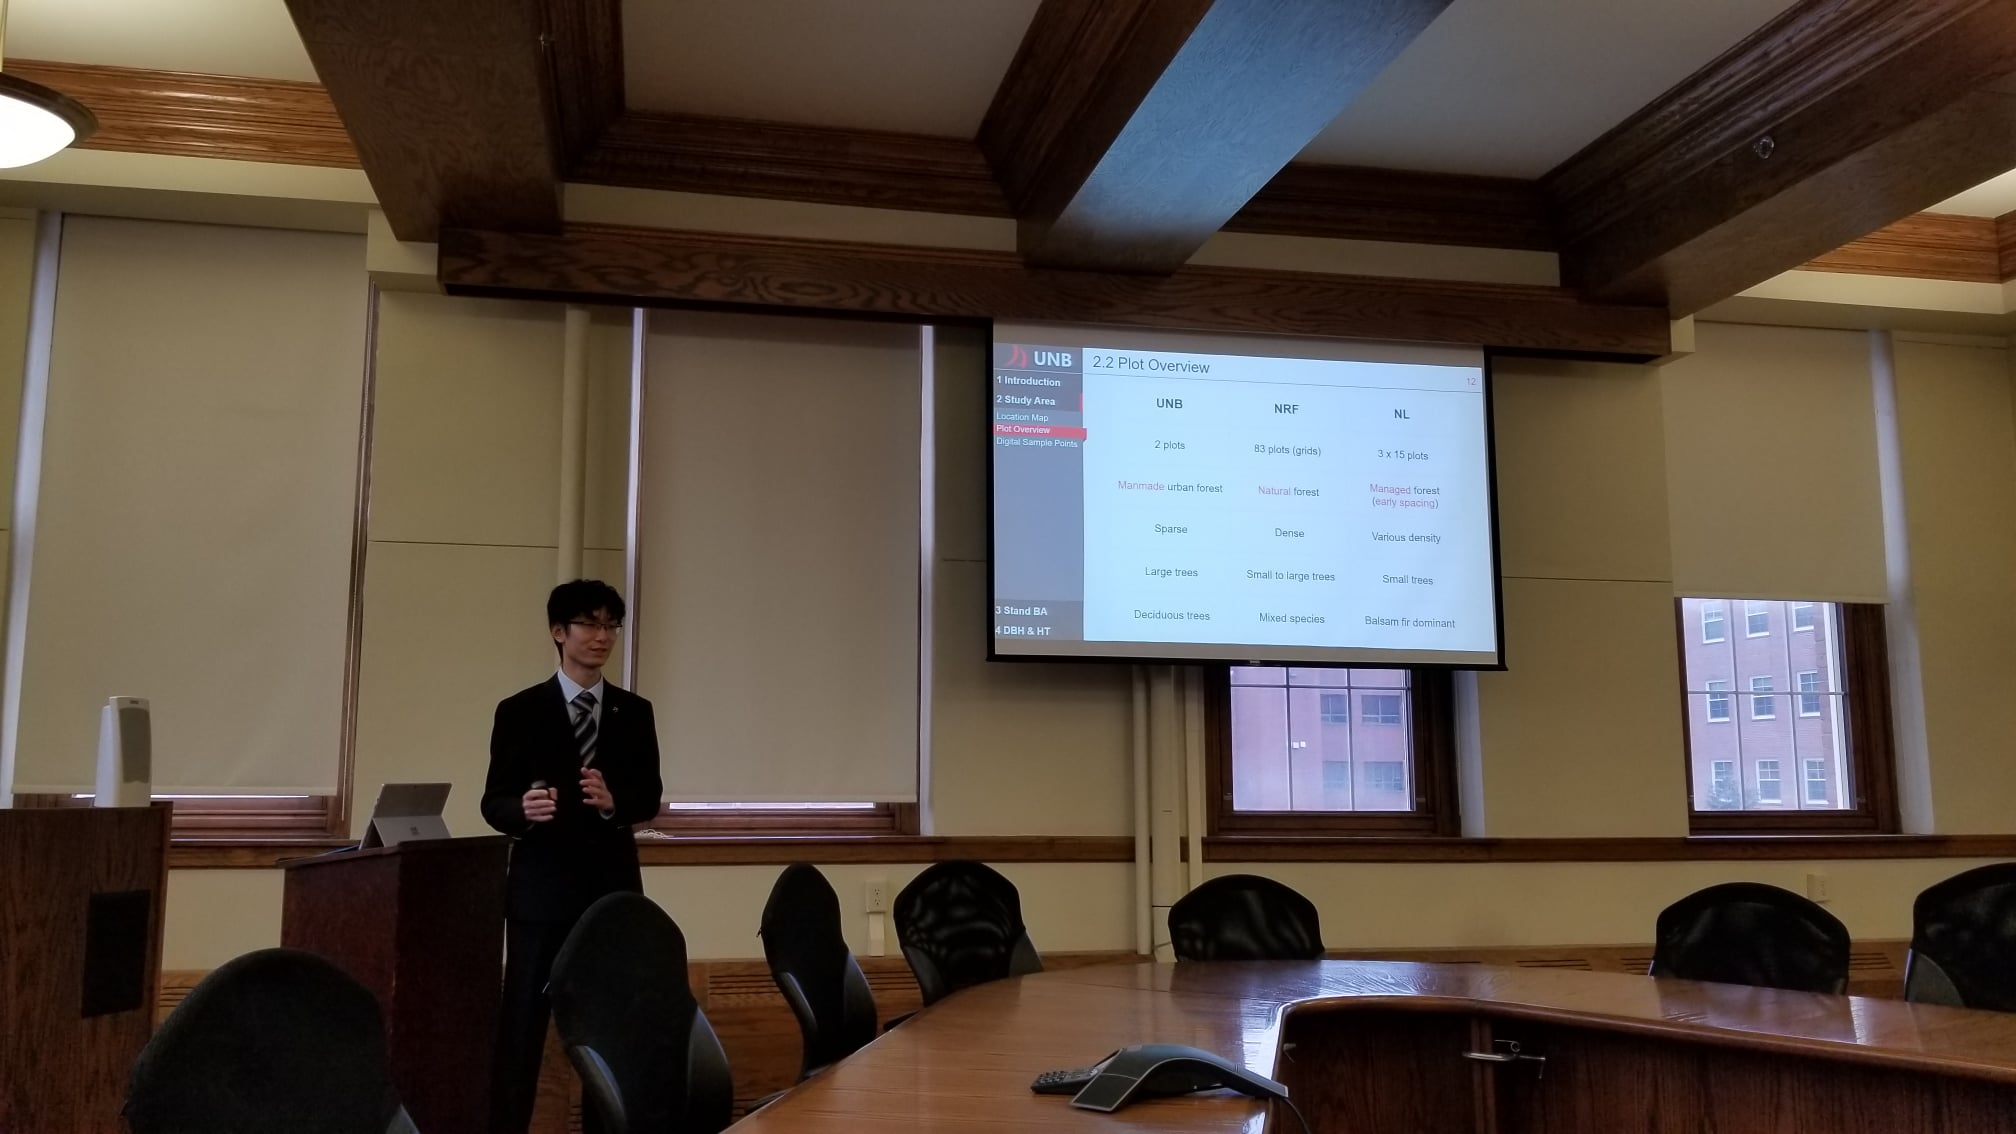 UNB
2.2 Plot Overview
12
1 Introduction
2 Study Area
Location Map
Plot Overview
Digital Sample Points
3 Stand BA
4 DBH & HT
UNB NRF NL
2 plots 83 plots (grids) 3 x 15 plots
Manmade urban forest Natural forest Managed forest
(early spacing)
Sparse Dense Various density
Large trees Small to large trees Small trees
Deciduous trees Mixed species Balsam fir dominant